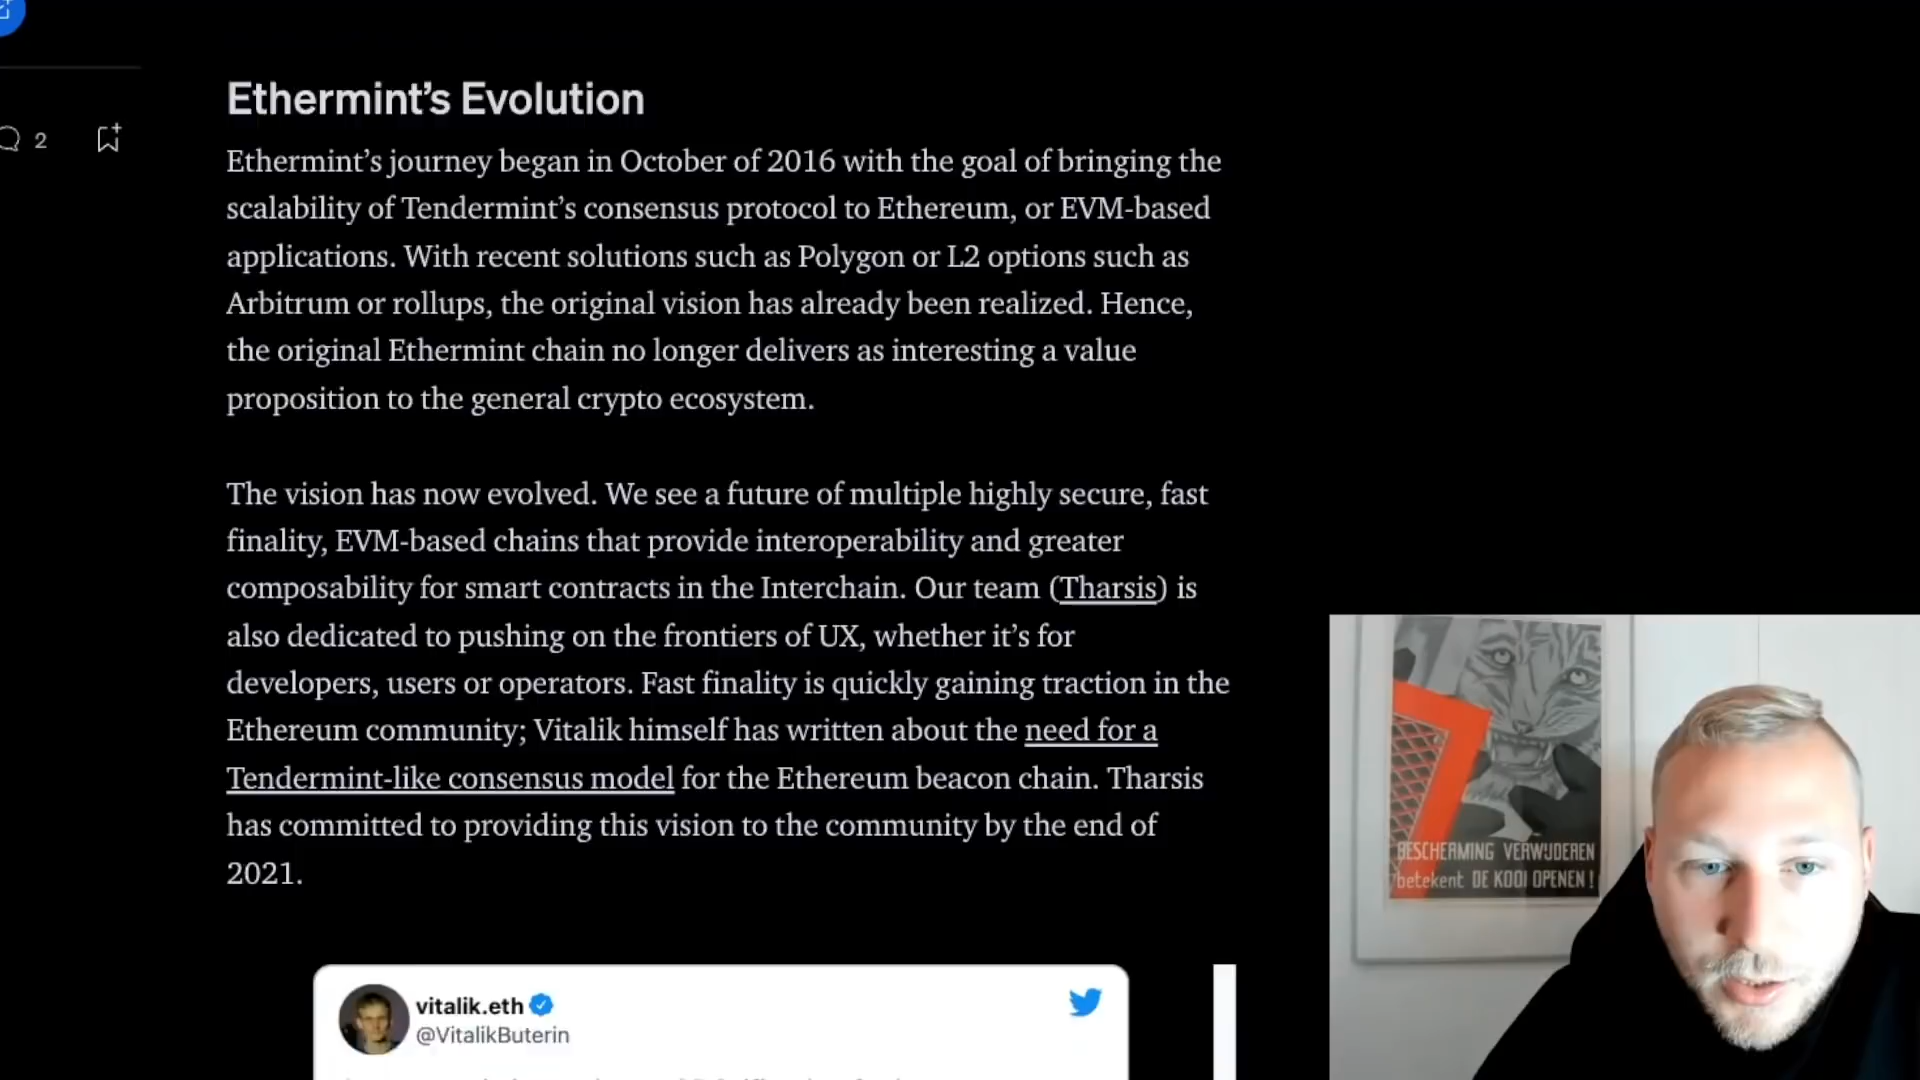 Ethermint’s Evolution
2
Ethermint’s journey began in October of 2016 with the goal of bringing the
scalability of Tendermint’s consensus protocol to Ethereum, or EVM-based
applications. With recent solutions such as Polygon or L2 options such as
Arbitrum or rollups, the original vision has already been realized. Hence,
the original Ethermint chain no longer delivers as interesting a value
proposition to the general crypto ecosystem.
The vision has now evolved. We see a future of multiple highly secure, fast
finality, EVM-based chains that provide interoperability and greater
composability for smart contracts in the Interchain. Our team (Tharsis) is
also dedicated to pushing on the frontiers of UX, whether it’s for
developers, users or operators. Fast finality is quickly gaining traction in the
Ethereum community; Vitalik himself has written about the need for a
Tendermint-like consensus model for the Ethereum beacon chain. Tharsis
has committed to providing this vision to the community by the end of
2021.
BESCHERMING VERWIJDEREN
betekent DE KOOI OPENEN!
vitalik.eth
@VitalikButerin